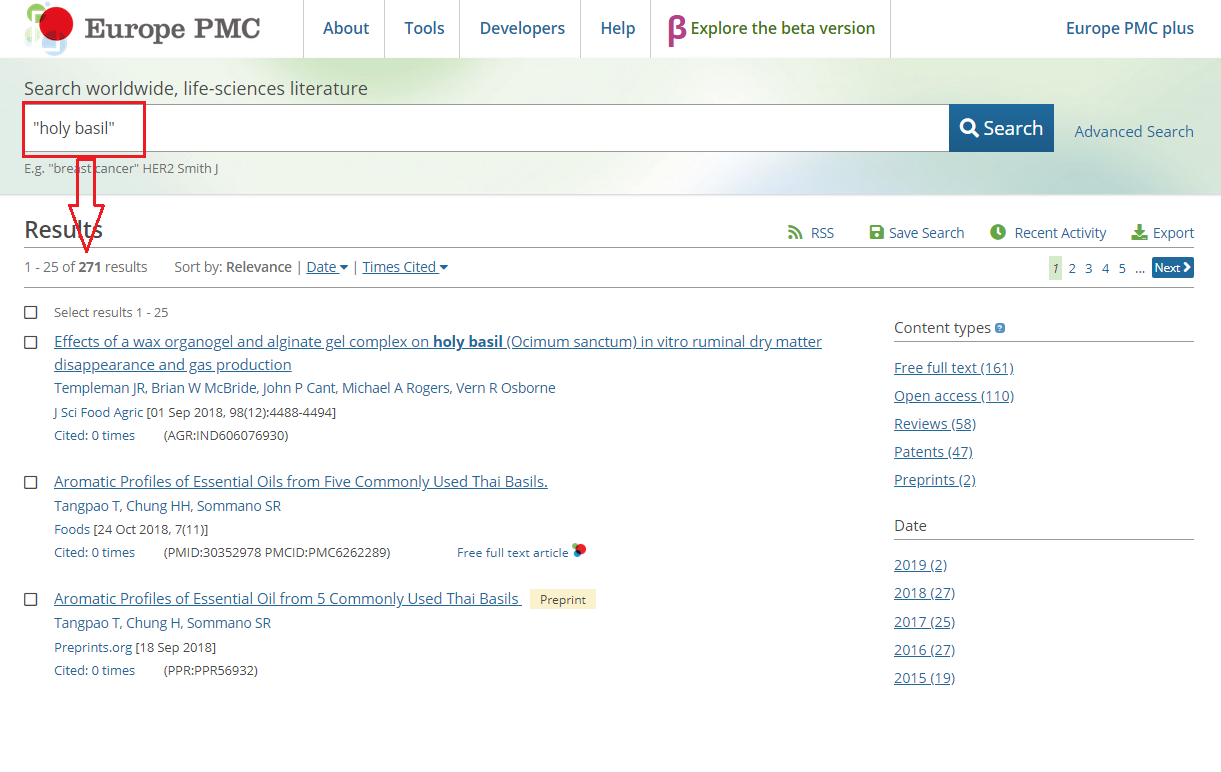 Europe PMC
About
Tools
Developers
Help
β Explore the beta version
Europe PMC plus
Search worldwide, life-sciences literature
"holy basil"
Search
Advanced Search
E.g. "breast cancer" HER2 Smith J
Results
RSS
Save Search
Recent Activity
Export
1 - 25 of 271 results
Sort by: Relevance | Date | Times Cited
1 2 3 4 5 ... Next
Select results 1 - 25
Effects of a wax organogel and alginate gel complex on holy basil (Ocimum sanctum) in vitro ruminal dry matter
disappearance and gas production
Templeman JR, Brian W McBride, John P Cant, Michael A Rogers, Vern R Osborne
J Sci Food Agric [01 Sep 2018, 98(12):4488-4494]
Cited: 0 times (AGR:IND606076930)
Aromatic Profiles of Essential Oils from Five Commonly Used Thai Basils.
Tangpao T, Chung HH, Sommano SR
Foods [24 Oct 2018, 7(11)]
Cited: 0 times (PMID:30352978 PMCID:PMC6262289) Free full text article
Aromatic Profiles of Essential Oil from 5 Commonly Used Thai Basils Preprint
Tangpao T, Chung H, Sommano SR
Preprints.org [18 Sep 2018]
Cited: 0 times (PPR:PPR56932)
Content types ?
Free full text (161)
Open access (110)
Reviews (58)
Patents (47)
Preprints (2)
Date
2019 (2)
2018 (27)
2017 (25)
2016 (27)
2015 (19)